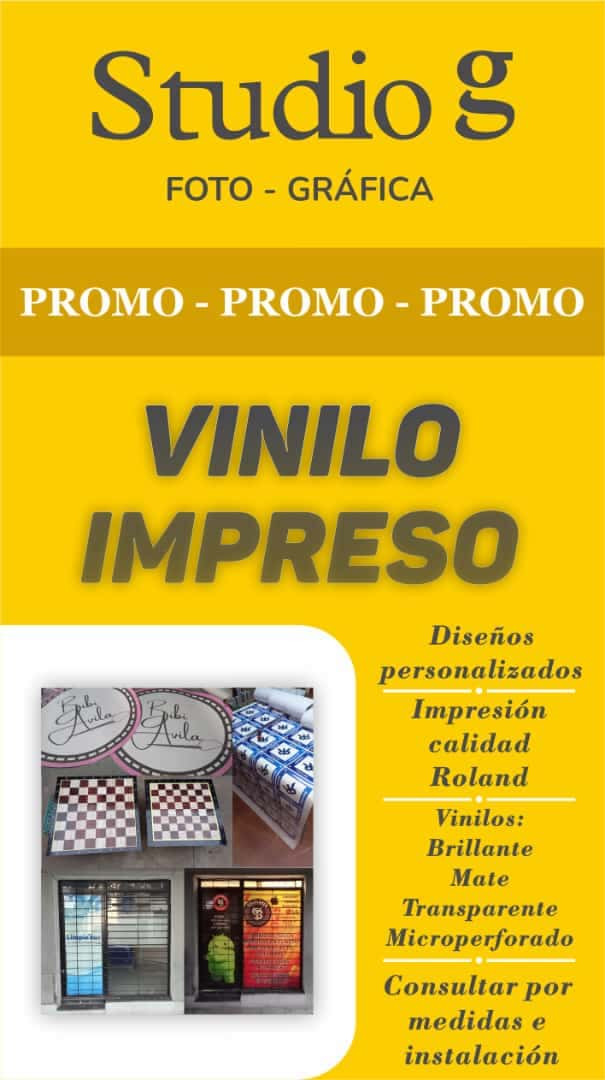 Studio g
FOTO - GRÁFICA
PROMO - PROMO - PROMO
VINILO
IMPRESO
Diseños
personalizados
Impresión
calidad
Roland
Vinilos:
Brillante
Mate
Transparente
Microperforado
Consultar por
medidas e
instalación
Bibi
Avila
Bibi
Avila